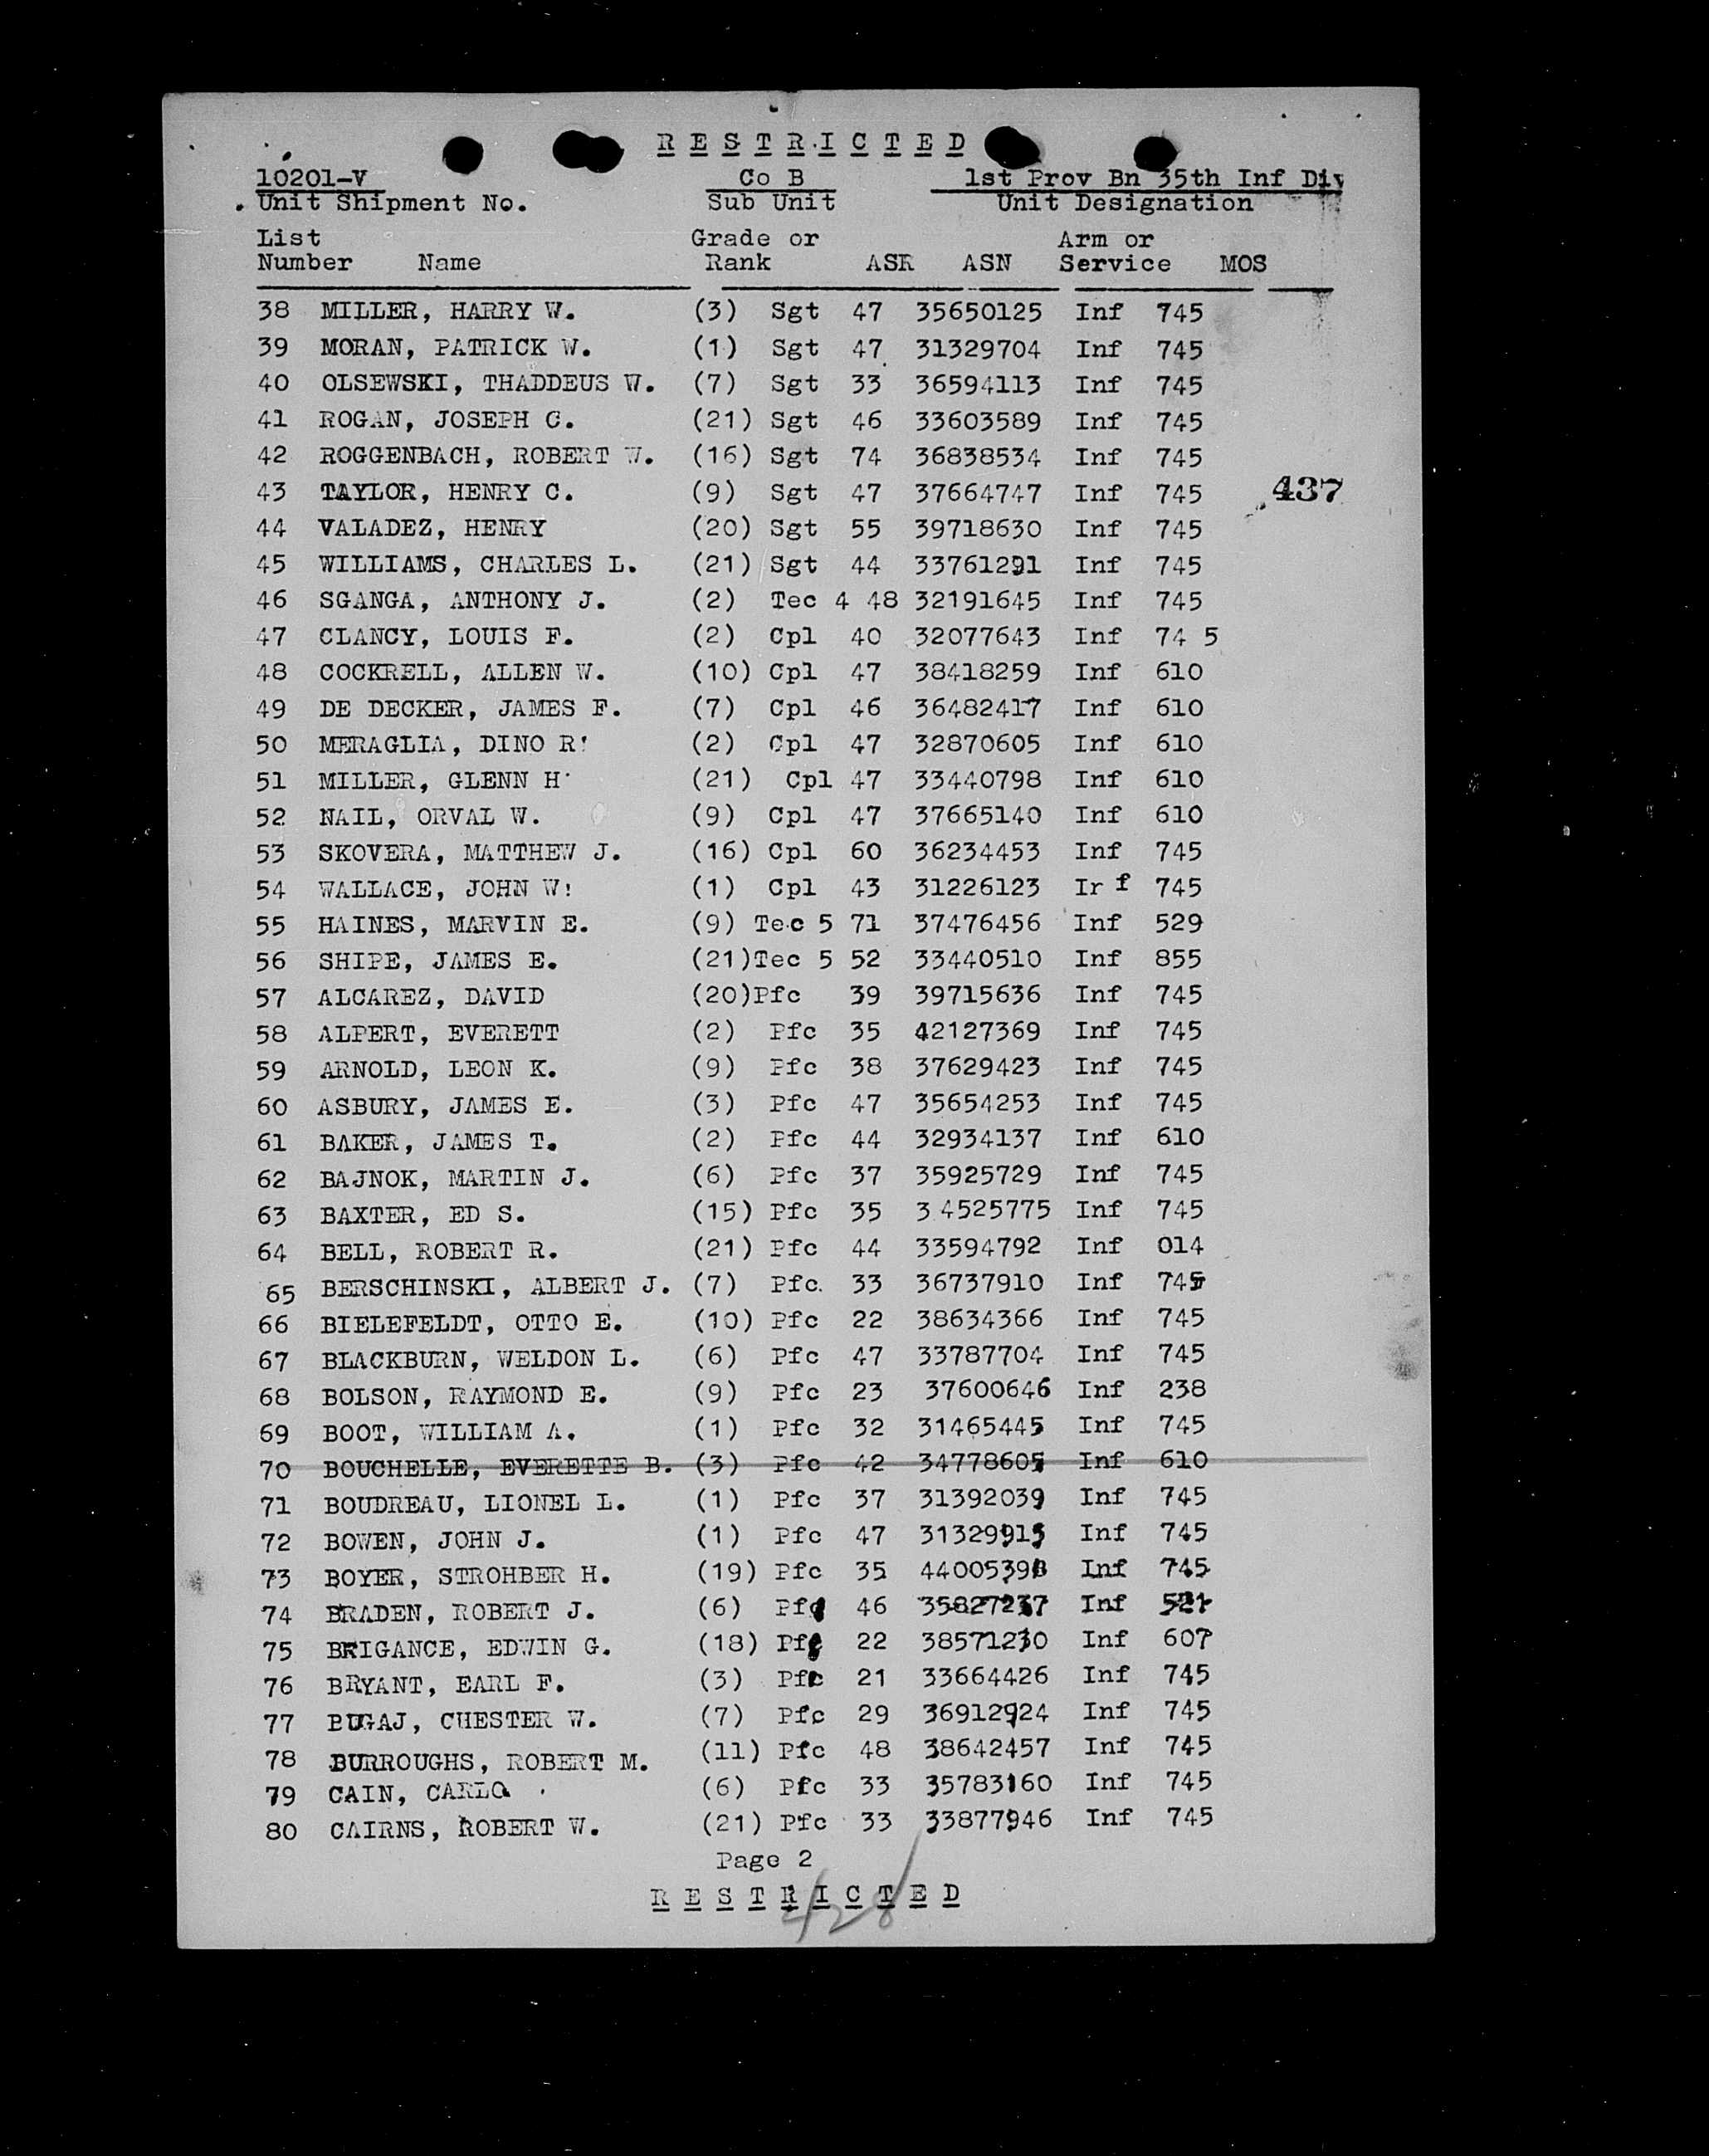 R E S T R I C T E D
10201-V Co B 1st Prov Bn 35th Inf Div
Unit Shipment No. Sub Unit Unit Designation
List Grade or Arm or
Number Name Rank ASR ASN Service MOS
38 MILLER, HARRY W. (3) Sgt 47 35650125 Inf 745
39 MORAN, PATRICK W. (1) Sgt 47 31329704 Inf 745
40 OLSEWSKI, THADDEUS W. (7) Sgt 33 36594113 Inf 745
41 ROGAN, JOSEPH C. (21) Sgt 46 33603589 Inf 745
42 ROGGENBACH, ROBERT W. (16) Sgt 74 36838534 Inf 745
43 TAYLOR, HENRY C. (9) Sgt 47 37664747 Inf 745 437
44 VALADEZ, HENRY (20) Sgt 55 39718630 Inf 745
45 WILLIAMS, CHARLES L. (21) Sgt 44 33761291 Inf 745
46 SGANGA, ANTHONY J. (2) Tec 4 48 32191645 Inf 745
47 CLANCY, LOUIS F. (2) Cpl 40 32077643 Inf 74 5
48 COCKRELL, ALLEN W. (10) Cpl 47 38418259 Inf 610
49 DE DECKER, JAMES F. (7) Cpl 46 36482417 Inf 610
50 MERAGLIA, DINO R. (2) Cpl 47 32870605 Inf 610
51 MILLER, GLENN H. (21) Cpl 47 33440798 Inf 610
52 NAIL, ORVAL W. (9) Cpl 47 37665140 Inf 610
53 SKOVERA, MATTHEW J. (16) Cpl 60 36234453 Inf 745
54 WALLACE, JOHN W. (1) Cpl 43 31226123 Ir f 745
55 HAINES, MARVIN E. (9) Tec 5 71 37476456 Inf 529
56 SHIPE, JAMES E. (21)Tec 5 52 33440510 Inf 855
57 ALCAREZ, DAVID (20)Pfc 39 39715636 Inf 745
58 ALPERT, EVERETT (2) Pfc 35 42127369 Inf 745
59 ARNOLD, LEON K. (9) Pfc 38 37629423 Inf 745
60 ASBURY, JAMES E. (3) Pfc 47 35654253 Inf 745
61 BAKER, JAMES T. (2) Pfc 44 32934137 Inf 610
62 BAJNOK, MARTIN J. (6) Pfc 37 35925729 Inf 745
63 BAXTER, ED S. (15) Pfc 35 3 4525775 Inf 745
64 BELL, ROBERT R. (21) Pfc 44 33594792 Inf 014
65 BERSCHINSKI, ALBERT J. (7) Pfc. 33 36737910 Inf 745
66 BIELEFELDT, OTTO E. (10) Pfc 22 38634366 Inf 745
67 BLACKBURN, WELDON L. (6) Pfc 47 33787704 Inf 745
68 BOLSON, RAYMOND E. (9) Pfc 23 37600646 Inf 238
69 BOOT, WILLIAM A. (1) Pfc 32 31465445 Inf 745
70 BOUCHELLE, EVERETTE B. (3) Pfc 42 34778605 Inf 610
71 BOUDREAU, LIONEL L. (1) Pfc 37 31392039 Inf 745
72 BOWEN, JOHN J. (1) Pfc 47 31329915 Inf 745
73 BOYER, STROHBER H. (19) Pfc 35 Inf 745
74 BRADEN, ROBERT J. (6) Pfc 46 35827237 Inf 521
75 BRIGANCE, EDWIN G. (18) Pfc 22 38571230 Inf 607
76 BRYANT, EARL F. (3) Pfc 21 33664426 Inf 745
77 BUGAJ, CHESTER W. (7) Pfc 29 36912924 Inf 745
78 BURROUGHS, ROBERT M. (11) Pfc 48 38642457 Inf 745
79 CAIN, CARLO (6) Pfc 33 35783160 Inf 745
80 CAIRNS, ROBERT W. (21) Pfc 33 33877946 Inf 745
Page 2
R E S T R I C T E D
428